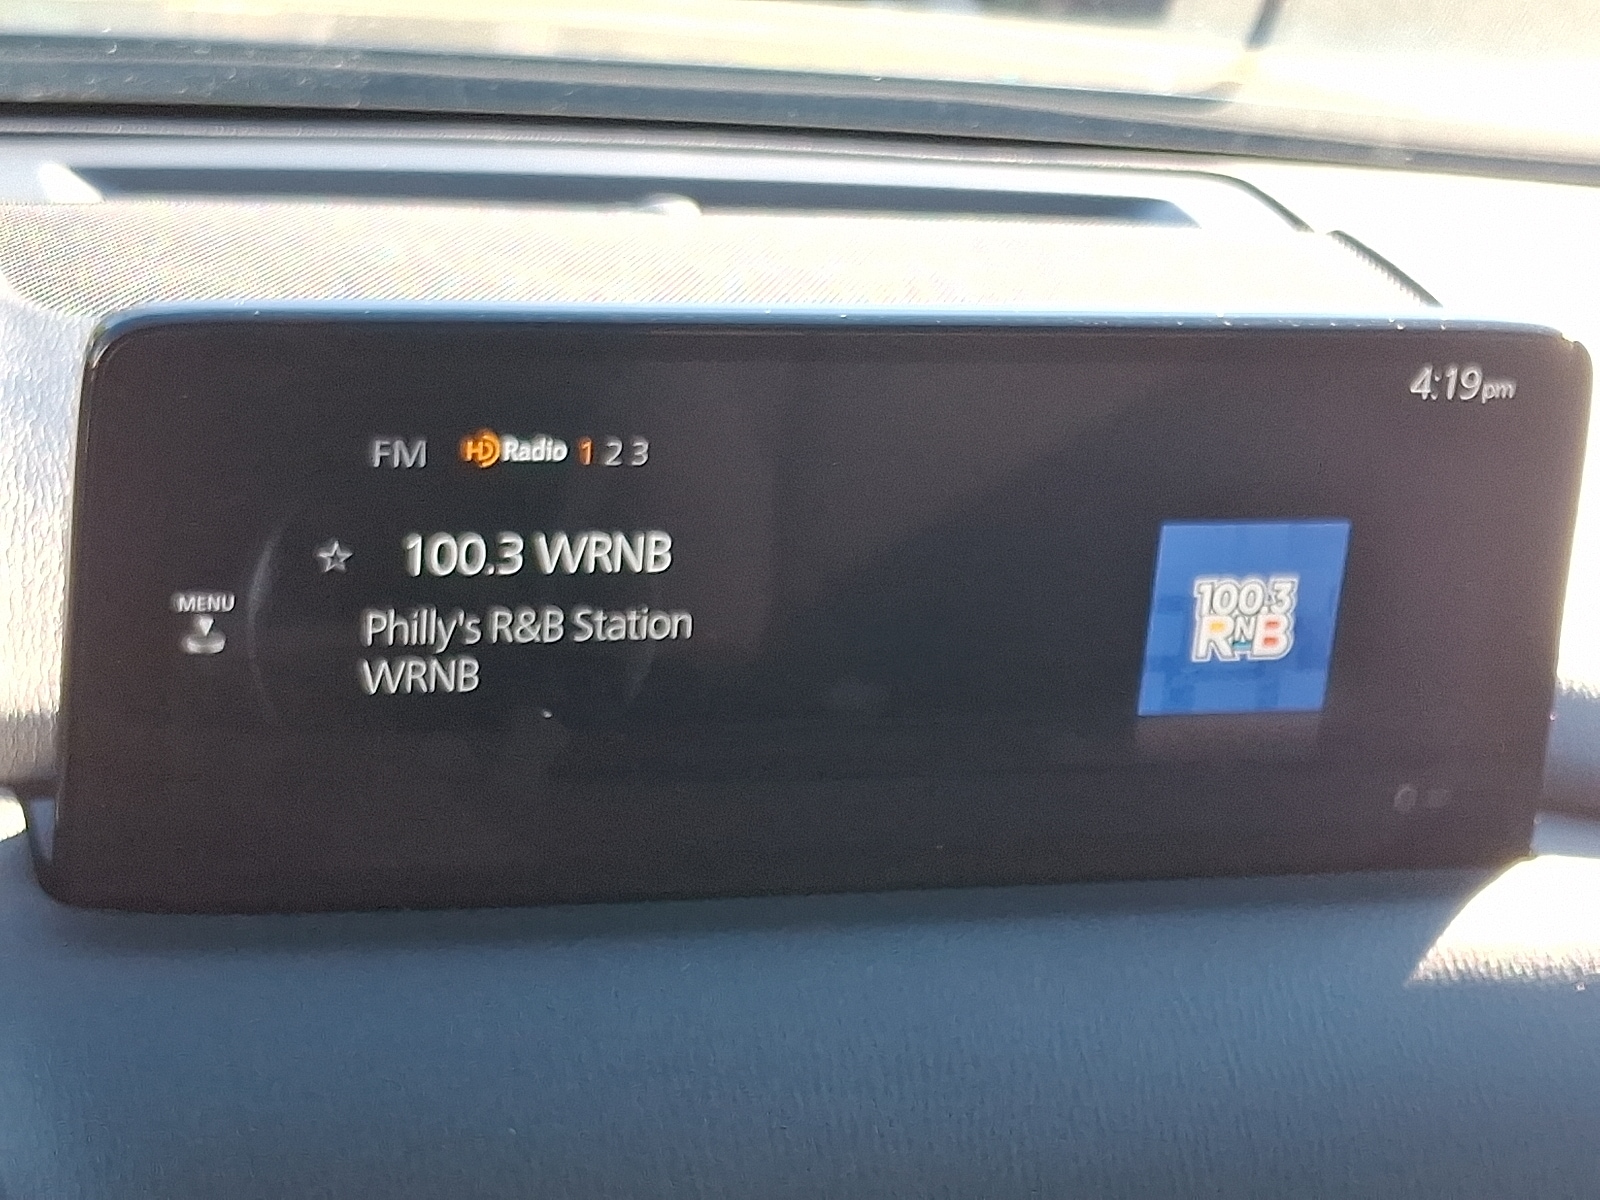 4:19pm
FM HD Radio 1 2 3
100.3 WRNB
MENU
Philly's R&B Station
WRNB
100.3
RNB